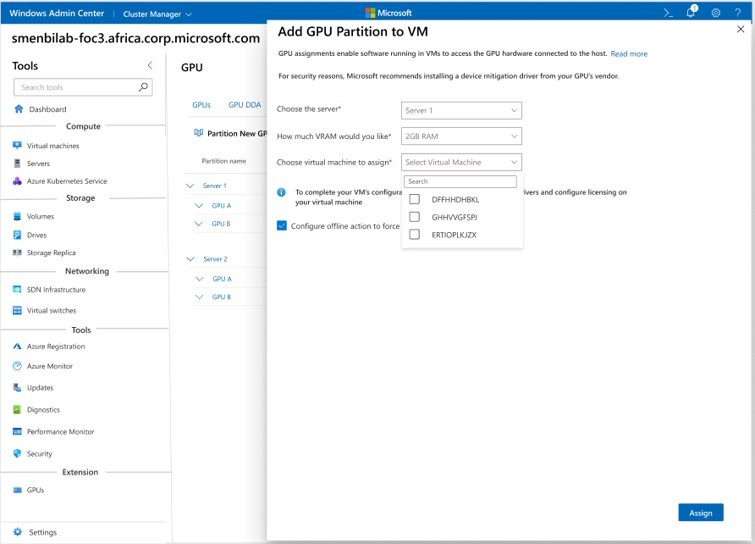 Windows Admin Center Cluster Manager Microsoft 1 ?
smenbilab-foc3.africa.corp.microsoft.com
Tools
Search tools
Dashboard
Compute
Virtual machines
Servers
Azure Kubernetes Service
Storage
Volumes
Drives
Storage Replica
Networking
SDN Infrastructure
Virtual switches
Tools
Azure Registration
Azure Monitor
Updates
Dignostics
Performance Monitor
Security
Extension
GPUs
Settings
GPU
GPUs GPU DDA
Partition New GP
Partition name
Server 1
GPU A
GPU B
Server 2
GPU A
GPU B
Add GPU Partition to VM
GPU assignments enable software running in VMs to access the GPU hardware connected to the host. Read more
For security reasons, Microsoft recommends installing a device mitigation driver from your GPU's vendor.
Choose the server* Server 1
How much VRAM would you like* 2GB RAM
Choose virtual machine to assign* Select Virtual Machine
Search
DFFHHDHBKL
GHHVVGFSPJ
ERTIOPLKJZX
To complete your VM's configura ivers and configure licensing on
your virtual machine
Configure offline action to force
Assign